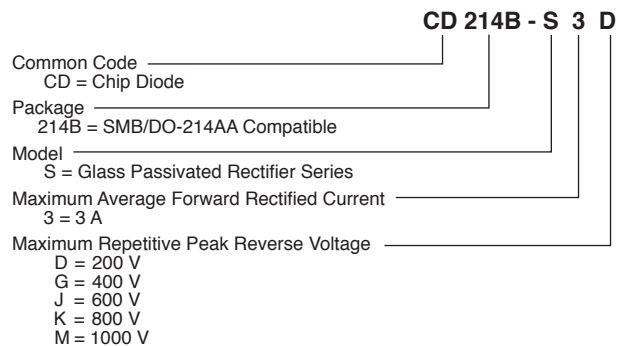 CD 214B - S 3 D
Common Code
CD = Chip Diode
Package
214B = SMB/DO-214AA Compatible
Model
S = Glass Passivated Rectifier Series
Maximum Average Forward Rectified Current
3 = 3 A
Maximum Repetitive Peak Reverse Voltage
D = 200 V
G = 400 V
J = 600 V
K = 800 V
M = 1000 V